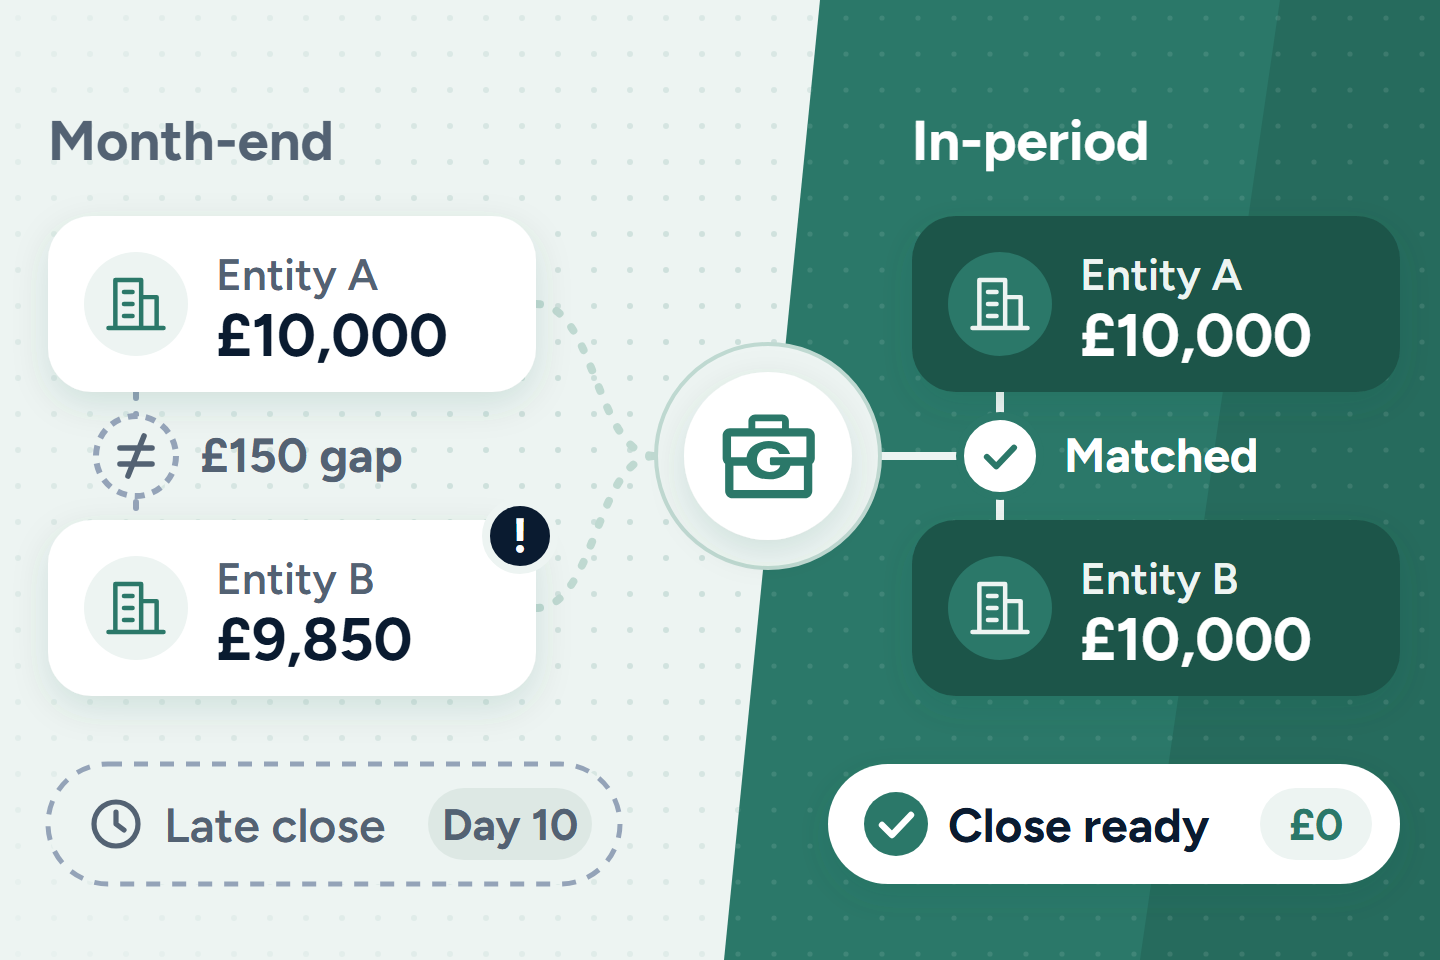 Month-end
Entity A
£10,000
≠ £150 gap
!
Entity B
£9,850
Late close
Day 10
G
In-period
Entity A
£10,000
Matched
Entity B
£10,000
Close ready
£0